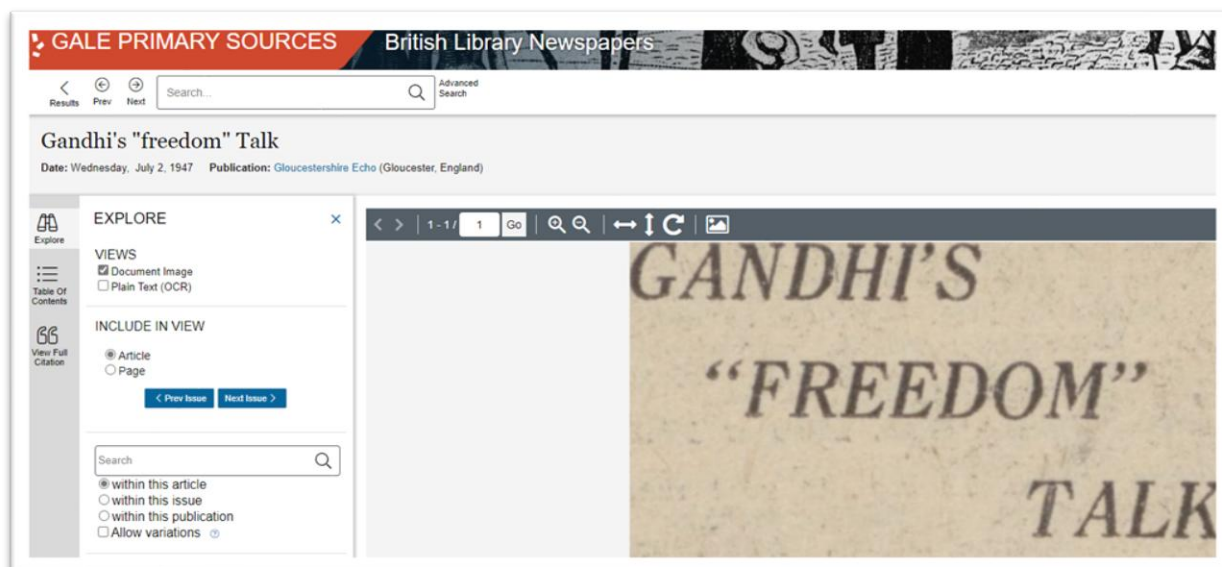 GALE PRIMARY SOURCES British Library Newspapers
Results Prev Next Search... Advanced Search
Gandhi's "freedom" Talk
Date: Wednesday, July 2, 1947 Publication: Gloucestershire Echo (Gloucester, England)
Explore
Table Of
Contents
View Full
Citation
EXPLORE ×
VIEWS
Document Image
Plain Text (OCR)
INCLUDE IN VIEW
Article
Page
< Prev Issue Next Issue >
Search
within this article
within this issue
within this publication
Allow variations ?
< > 1 - 1 / 1 Go
GANDHI'S
“FREEDOM”
TALK